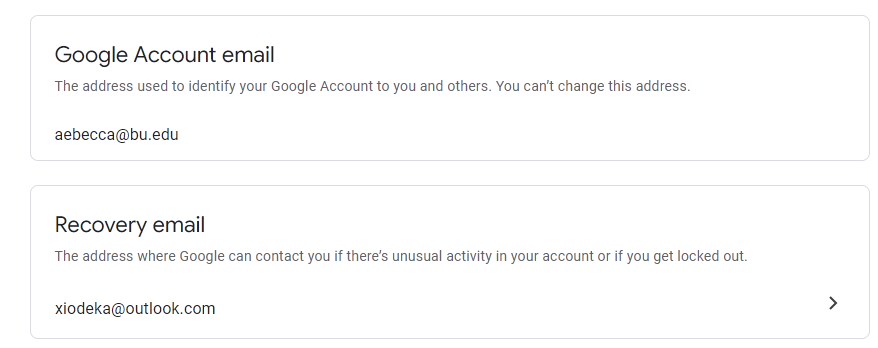 Google Account email
The address used to identify your Google Account to you and others. You can’t change this address.
aebecca@bu.edu
Recovery email
The address where Google can contact you if there’s unusual activity in your account or if you get locked out.
xiodeka@outlook.com